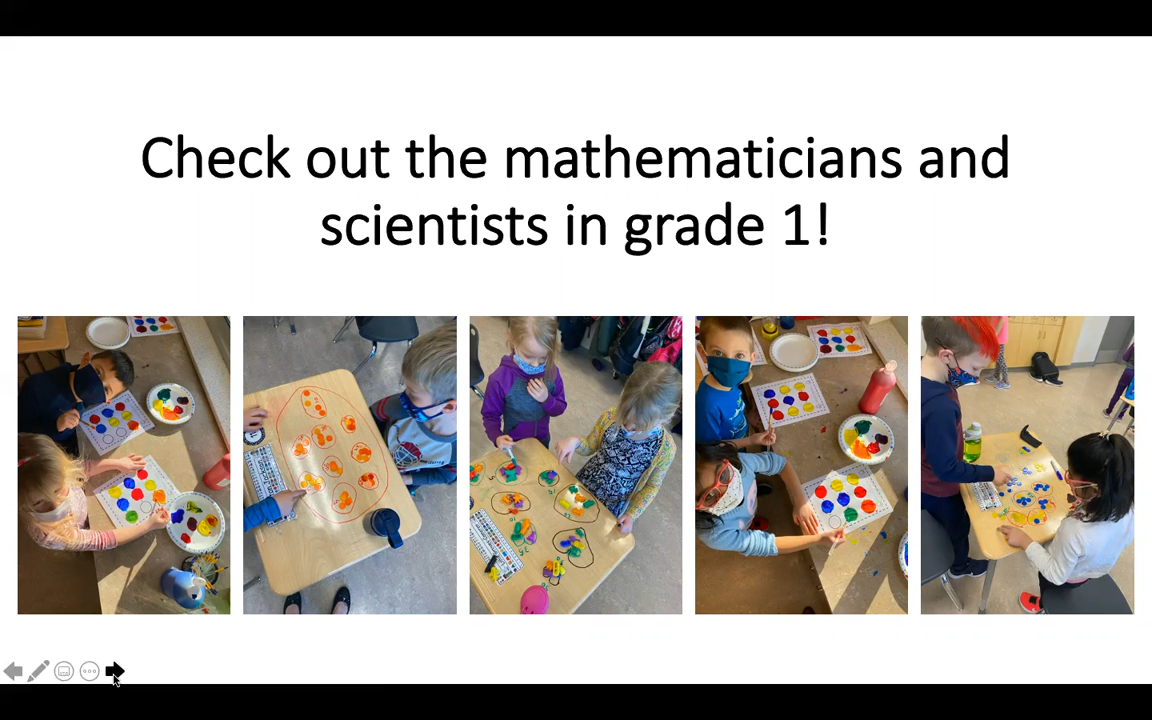 Check out the mathematicians and
scientists in grade 1!